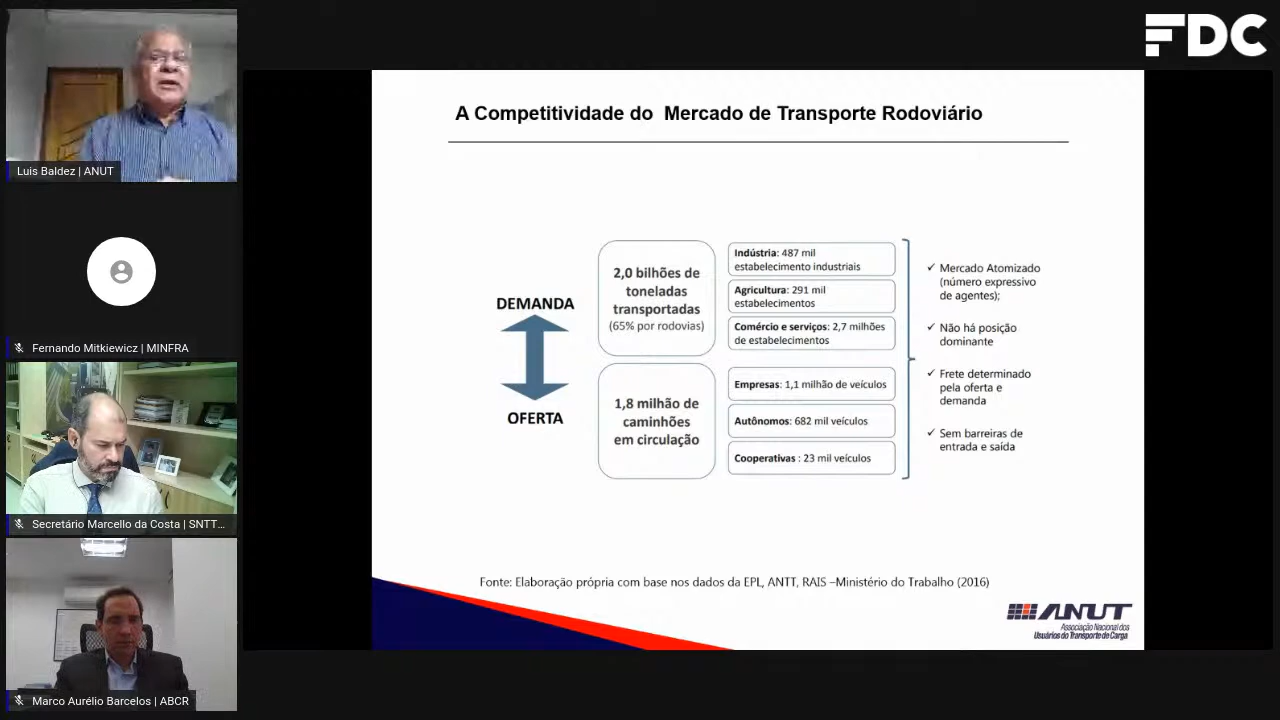 FDC
A Competitividade do Mercado de Transporte Rodoviário
DEMANDA
OFERTA
2,0 bilhões de
toneladas
transportadas
(65% por rodovias)
1,8 milhão de
caminhões
em circulação
Indústria: 487 mil
estabelecimento industriais
Agricultura: 291 mil
estabelecimentos
Comércio e serviços: 2,7 milhões
de estabelecimentos
Empresas: 1,1 milhão de veículos
Autônomos: 682 mil veículos
Cooperativas : 23 mil veículos
✓ Mercado Atomizado
(número expressivo
de agentes);
✓ Não há posição
dominante
✓ Frete determinado
pela oferta e
demanda
✓ Sem barreiras de
entrada e saída
Fonte: Elaboração própria com base nos dados da EPL, ANTT, RAIS –Ministério do Trabalho (2016)
ANUT
Associação Nacional dos
Usuários do Transporte de Carga
Luis Baldez | ANUT
Fernando Mitkiewicz | MINFRA
Secretário Marcello da Costa | SNTT...
Marco Aurélio Barcelos | ABCR